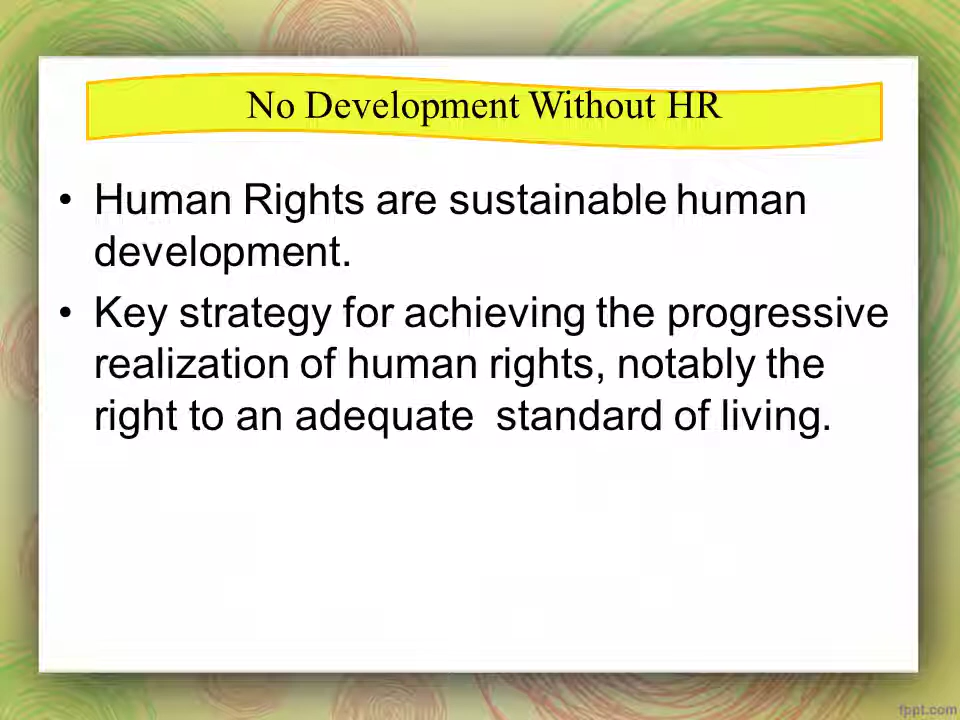 No Development Without HR
• Human Rights are sustainable human
development.
• Key strategy for achieving the progressive
realization of human rights, notably the
right to an adequate  standard of living.
fppt.com